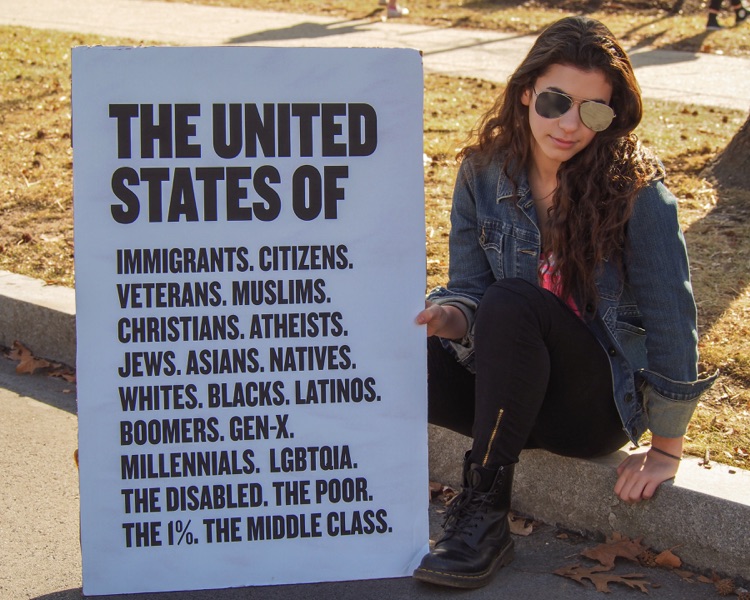 THE UNITED
STATES OF
IMMIGRANTS. CITIZENS.
VETERANS. MUSLIMS.
CHRISTIANS. ATHEISTS.
JEWS. ASIANS. NATIVES.
WHITES. BLACKS. LATINOS.
BOOMERS. GEN-X.
MILLENNIALS. LGBTQIA.
THE DISABLED. THE POOR.
THE 1%. THE MIDDLE CLASS.